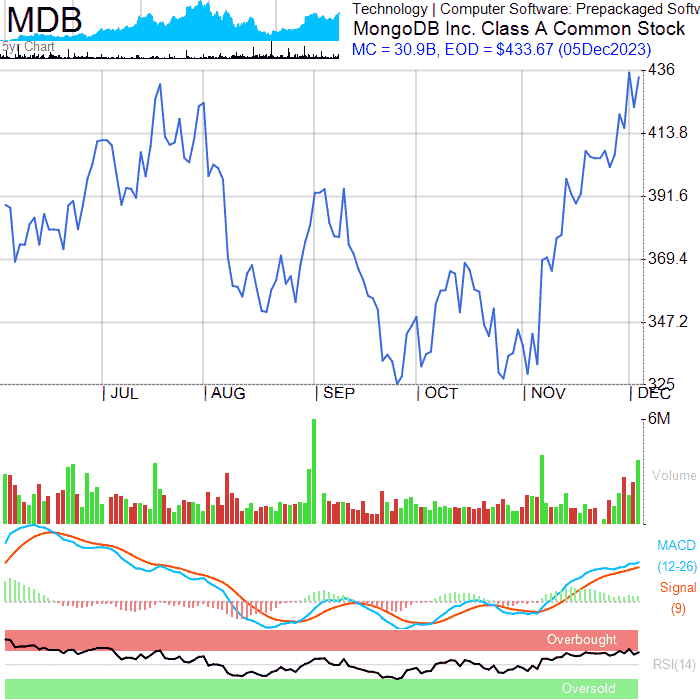 MDB
5yr Chart
Technology | Computer Software: Prepackaged Softw
MongoDB Inc. Class A Common Stock
MC = 30.9B, EOD = $433.67 (05Dec2023)
436
413.8
391.6
369.4
347.2
325
| JUL | AUG | SEP | OCT | NOV | DEC
6M
Volume
MACD
(12-26)
Signal
(9)
Overbought
RSI(14)
Oversold